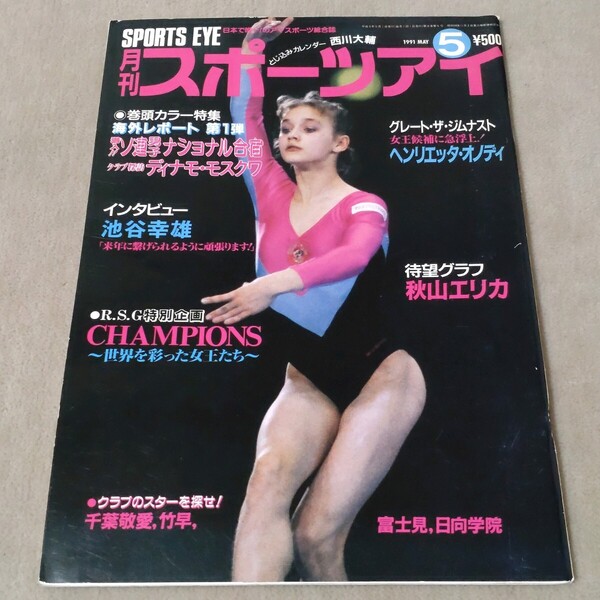 SPORTS EYE
とじ込みカレンダー 西川大輔
1991 MAY 5 ¥500
月刊 スポーツアイ
●巻頭カラー特集
海外レポート 第1弾
ソ連 ナショナル合宿
クラブ探訪 ディナモ・モスクワ
グレート・ザ・ジムナスト
女王候補に急浮上!
ヘンリエッタ・オノディ
インタビュー
池谷幸雄
「来年に繋げられるように頑張ります!」
待望グラフ
秋山エリカ
●R.S.G特別企画
CHAMPIONS
〜世界を彩った女王たち〜
●クラブのスターを探せ!
千葉敬愛,竹早,
富士見,日向学院